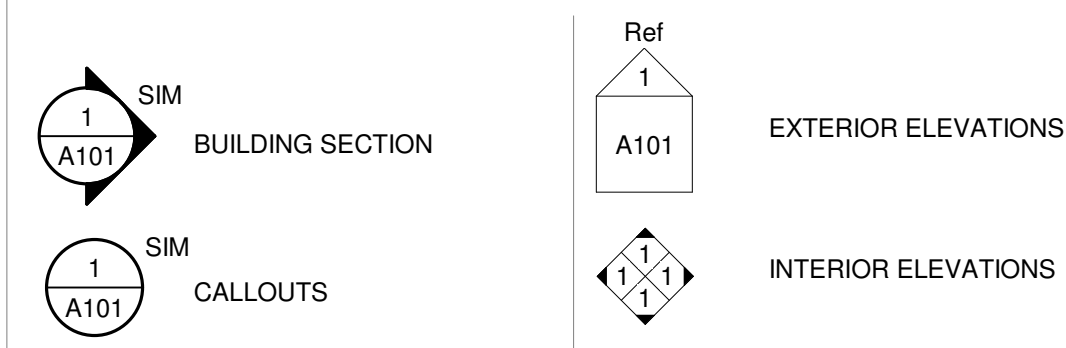 1
A101
SIM
BUILDING SECTION
1
A101
SIM
CALLOUTS
Ref
1
A101
EXTERIOR ELEVATIONS
1
1 1
1
INTERIOR ELEVATIONS